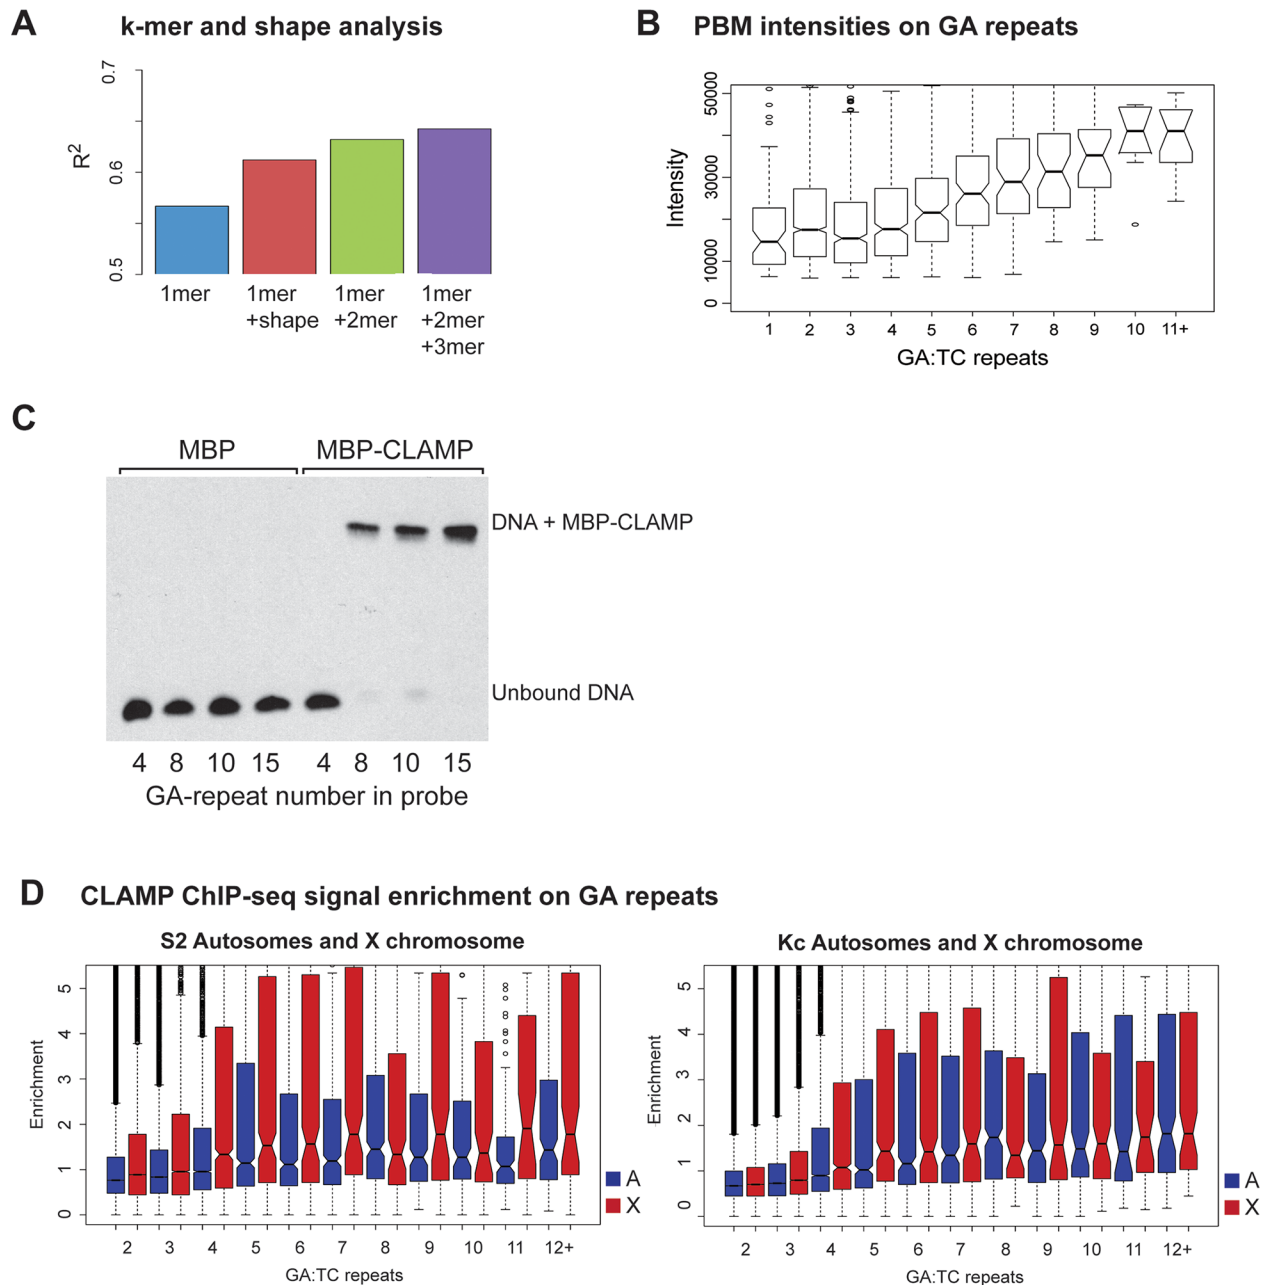 A k-mer and shape analysis
R2
0.7
0.6
0.5
1mer
1mer
+shape
1mer
+2mer
1mer
+2mer
+3mer
B PBM intensities on GA repeats
Intensity
50000
30000
10000
0
1 2 3 4 5 6 7 8 9 10 11+
GA:TC repeats
C
MBP MBP-CLAMP
DNA + MBP-CLAMP
Unbound DNA
4 8 10 15 4 8 10 15
GA-repeat number in probe
D CLAMP ChIP-seq signal enrichment on GA repeats
S2 Autosomes and X chromosome
Enrichment
5
4
3
2
1
0
2 3 4 5 6 7 8 9 10 11 12+
GA:TC repeats
A
X
Kc Autosomes and X chromosome
Enrichment
5
4
3
2
1
0
2 3 4 5 6 7 8 9 10 11 12+
GA:TC repeats
A
X